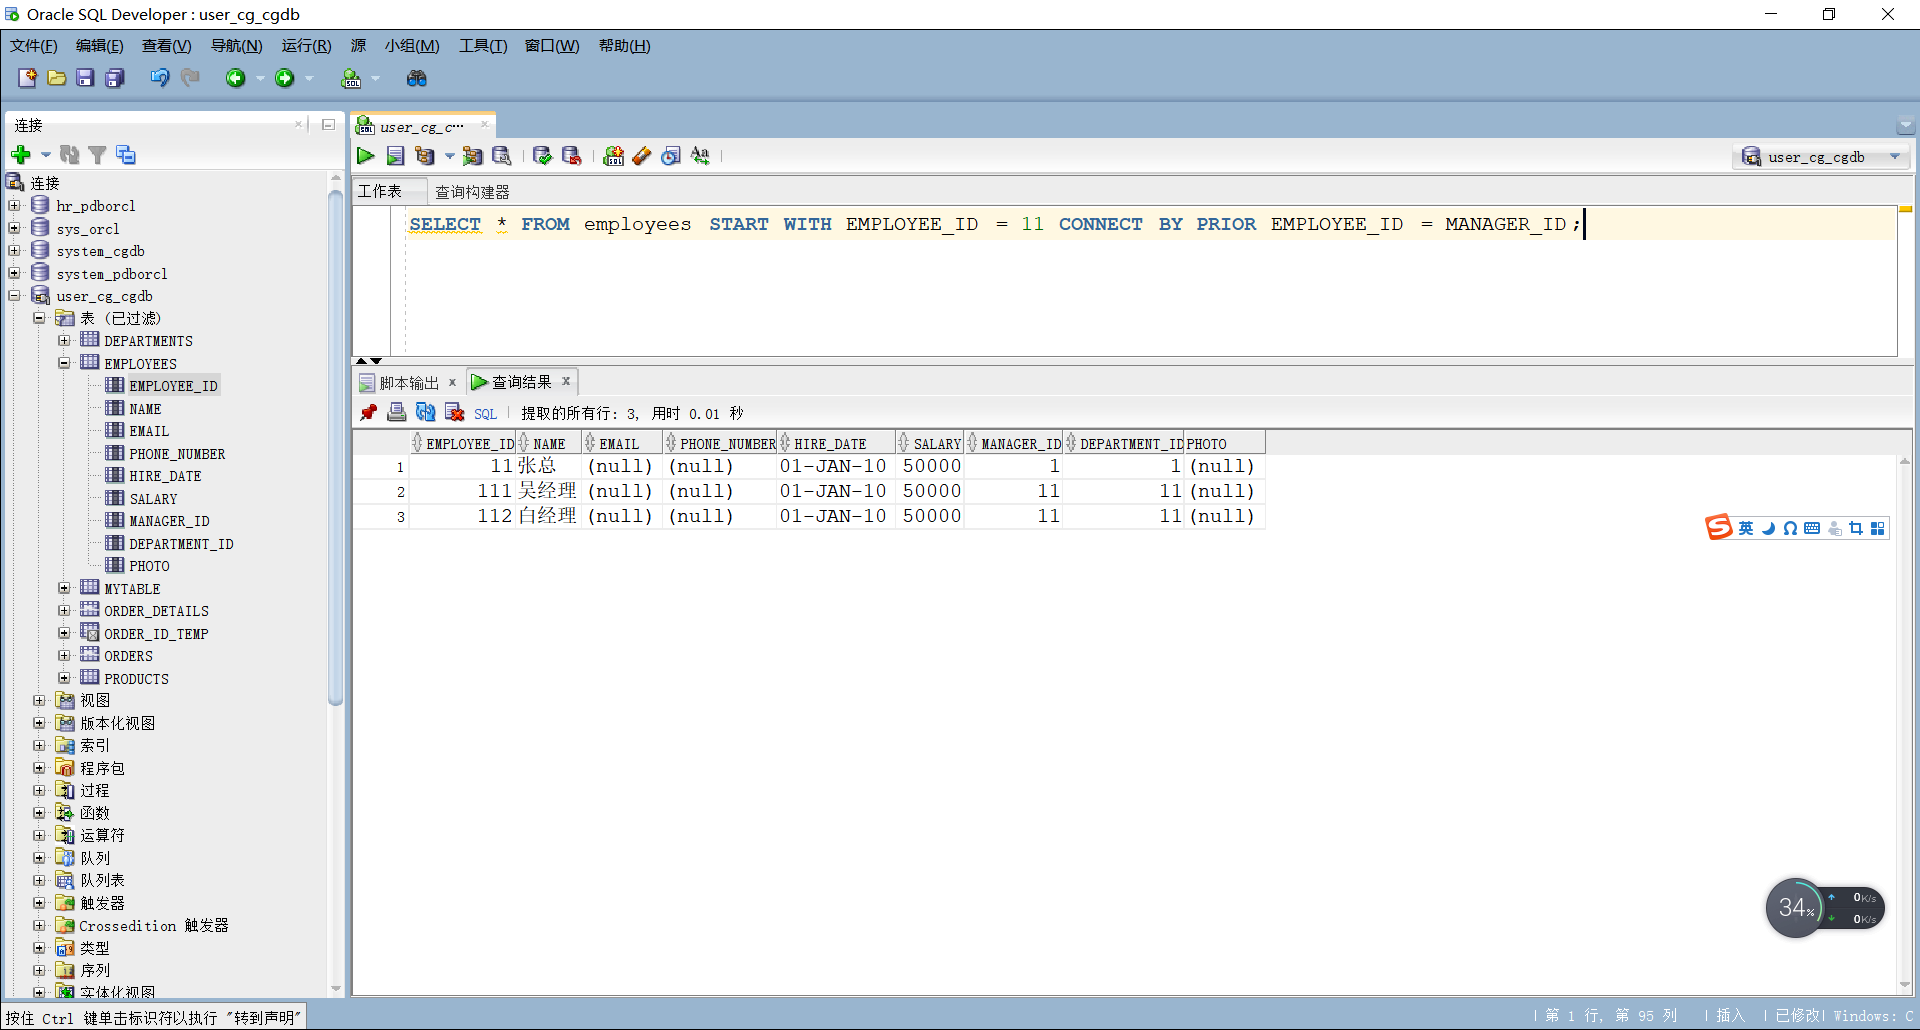 Oracle SQL Developer : user_cg_cgdb
文件(F) 编辑(E) 查看(V) 导航(N) 运行(R) 源 小组(M) 工具(T) 窗口(W) 帮助(H)
连接
连接
hr_pdborcl
sys_orcl
system_cgdb
system_pdborcl
user_cg_cgdb
表 (已过滤)
DEPARTMENTS
EMPLOYEES
EMPLOYEE_ID
NAME
EMAIL
PHONE_NUMBER
HIRE_DATE
SALARY
MANAGER_ID
DEPARTMENT_ID
PHOTO
MYTABLE
ORDER_DETAILS
ORDER_ID_TEMP
ORDERS
PRODUCTS
视图
版本化视图
索引
程序包
过程
函数
运算符
队列
队列表
触发器
Crossedition 触发器
类型
序列
实体化视图
user_cg_c…
user_cg_cgdb
工作表 查询构建器
SELECT * FROM employees START WITH EMPLOYEE_ID = 11 CONNECT BY PRIOR EMPLOYEE_ID = MANAGER_ID;
脚本输出 查询结果
SQL 提取的所有行: 3, 用时 0.01 秒
EMPLOYEE_ID NAME EMAIL PHONE_NUMBER HIRE_DATE SALARY MANAGER_ID DEPARTMENT_ID PHOTO
1 11 张总 (null) (null) 01-JAN-10 50000 1 1 (null)
2 111 吴经理 (null) (null) 01-JAN-10 50000 11 11 (null)
3 112 白经理 (null) (null) 01-JAN-10 50000 11 11 (null)
英
34%
0K/s
0K/s
按住 Ctrl 键单击标识符以执行 "转到声明"
第 1 行, 第 95 列 | 插入 | 已修改 | Windows: C